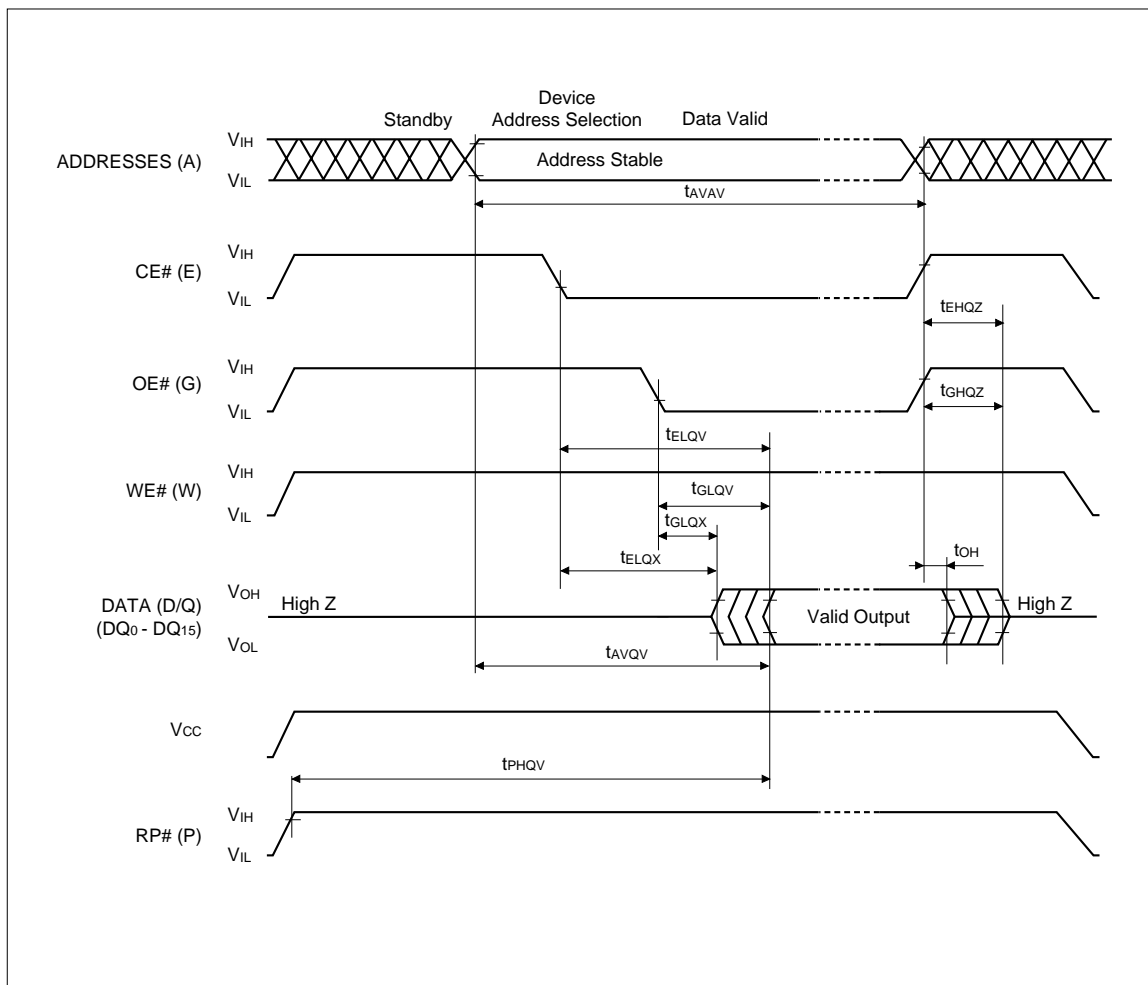 Device
Standby Address Selection Data Valid
ADDRESSES (A)
VIH
VIL
Address Stable
tAVAV
CE# (E)
VIH
VIL
tEHQZ
OE# (G)
VIH
VIL
tGHQZ
tELQV
WE# (W)
VIH
VIL
tGLQV
tGLQX
tELQX
tOH
DATA (D/Q)
(DQ0 - DQ15)
VOH
VOL
High Z
Valid Output
High Z
tAVQV
VCC
tPHQV
RP# (P)
VIH
VIL